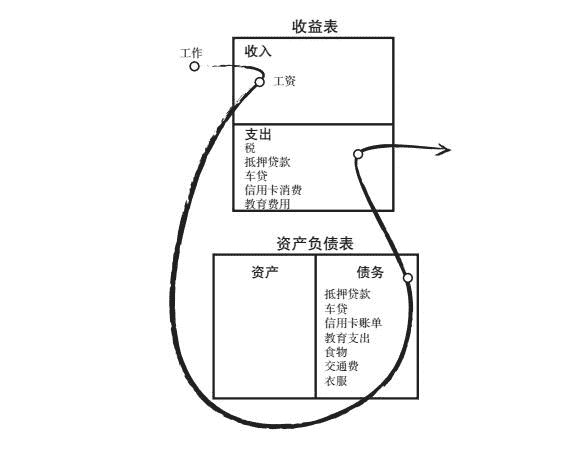 收益表
工作
收入
工资
支出
税
抵押贷款
车贷
信用卡消费
教育费用
资产负债表
资产
债务
抵押贷款
车贷
信用卡账单
教育支出
食物
交通费
衣服